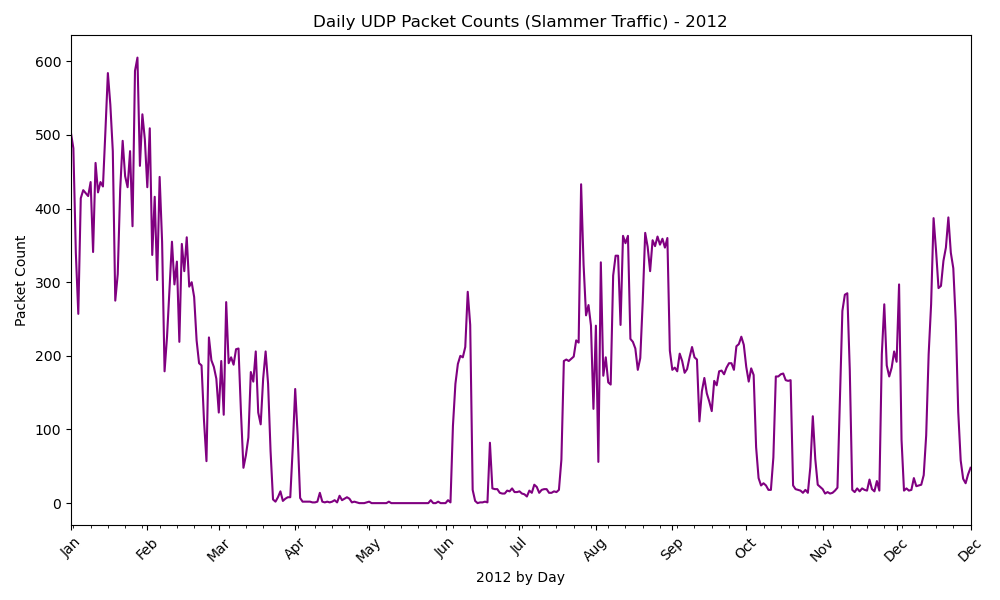 Daily UDP Packet Counts (Slammer Traffic) - 2012
Packet Count
600
500
400
300
200
100
0
Jan
Feb
Mar
Apr
May
Jun
Jul
Aug
Sep
Oct
Nov
Dec
Dec
2012 by Day